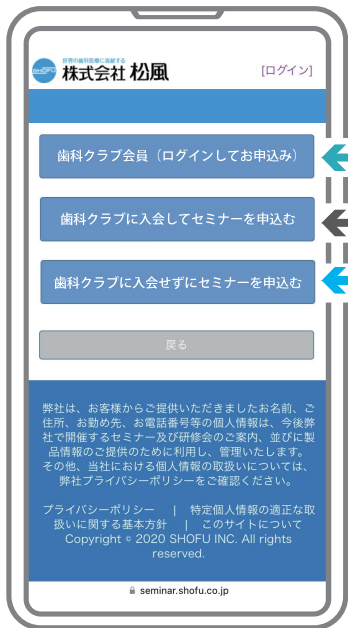 世界の歯科医療に貢献する
SHOFU
株式会社 松風
[ログイン]
歯科クラブ会員（ログインしてお申込み）
歯科クラブに入会してセミナーを申込む
歯科クラブに入会せずにセミナーを申込む
戻る
弊社は、お客様からご提供いただきましたお名前、ご
住所、お勤め先、お電話番号等の個人情報は、今後弊
社で開催するセミナー及び研修会のご案内、並びに製
品情報のご提供のために利用し、管理いたします。
その他、当社における個人情報の取扱いについては、
弊社プライバシーポリシーをご確認ください。
プライバシーポリシー | 特定個人情報の適正な取
扱いに関する基本方針 | このサイトについて
Copyright © 2020 SHOFU INC. All rights
reserved.
seminar.shofu.co.jp